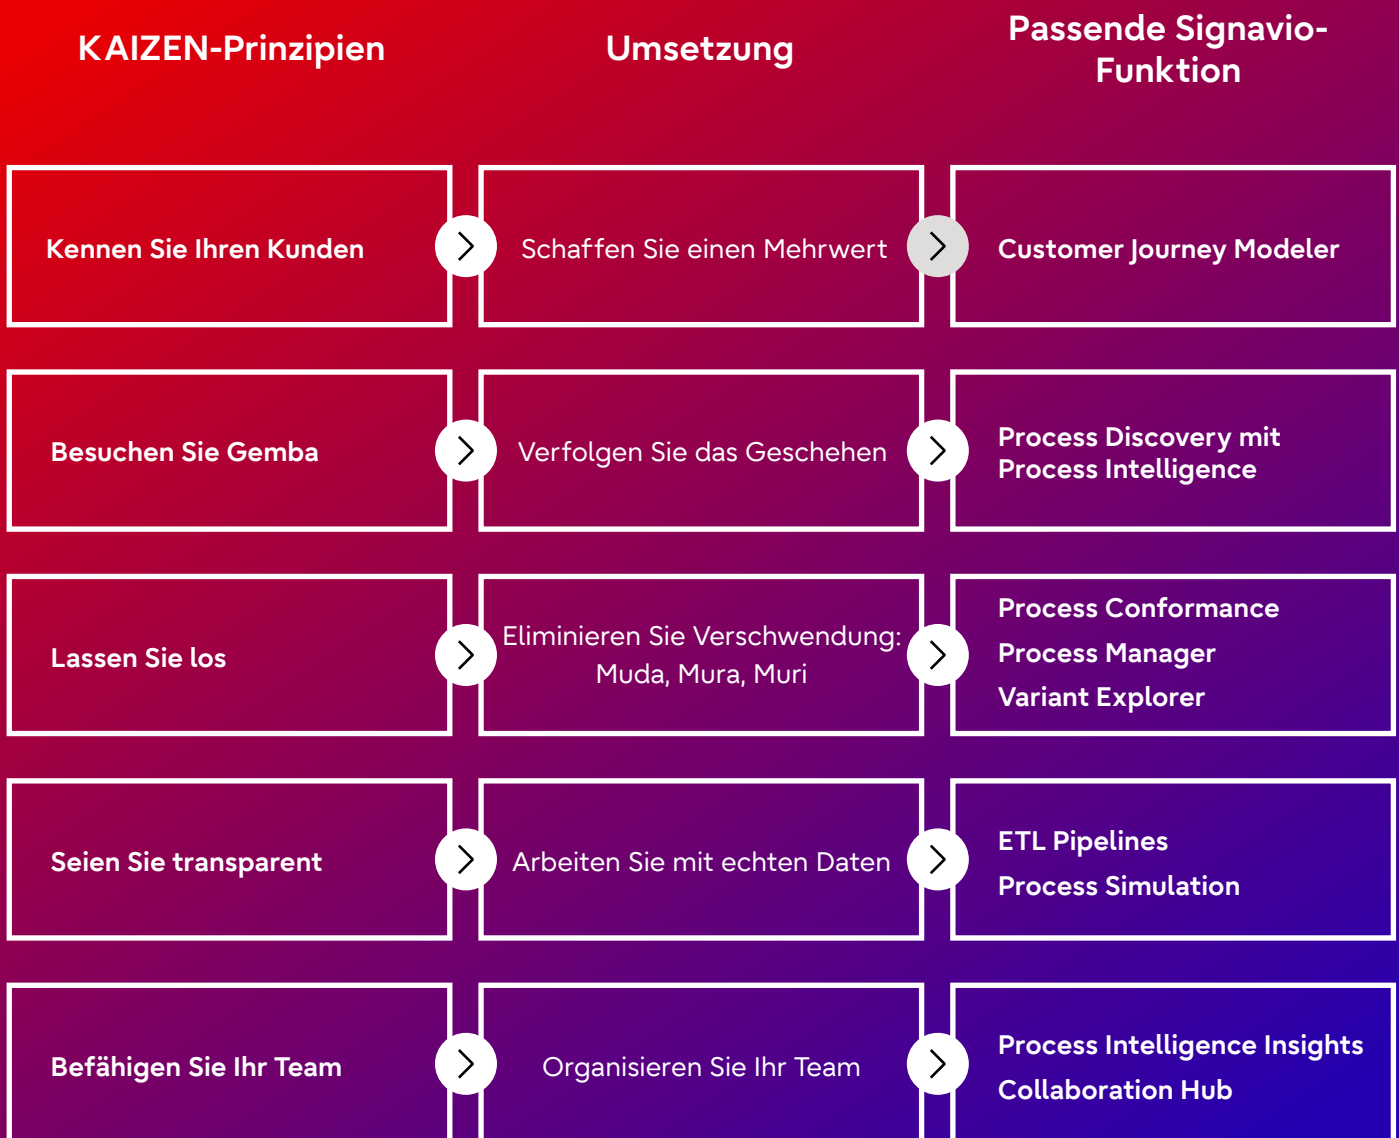 KAIZEN-Prinzipien
Umsetzung
Passende Signavio-
Funktion
Kennen Sie Ihren Kunden
Schaffen Sie einen Mehrwert
Customer Journey Modeler
Besuchen Sie Gemba
Verfolgen Sie das Geschehen
Process Discovery mit
Process Intelligence
Lassen Sie los
Eliminieren Sie Verschwendung:
Muda, Mura, Muri
Process Conformance
Process Manager
Variant Explorer
Seien Sie transparent
Arbeiten Sie mit echten Daten
ETL Pipelines
Process Simulation
Befähigen Sie Ihr Team
Organisieren Sie Ihr Team
Process Intelligence Insights
Collaboration Hub